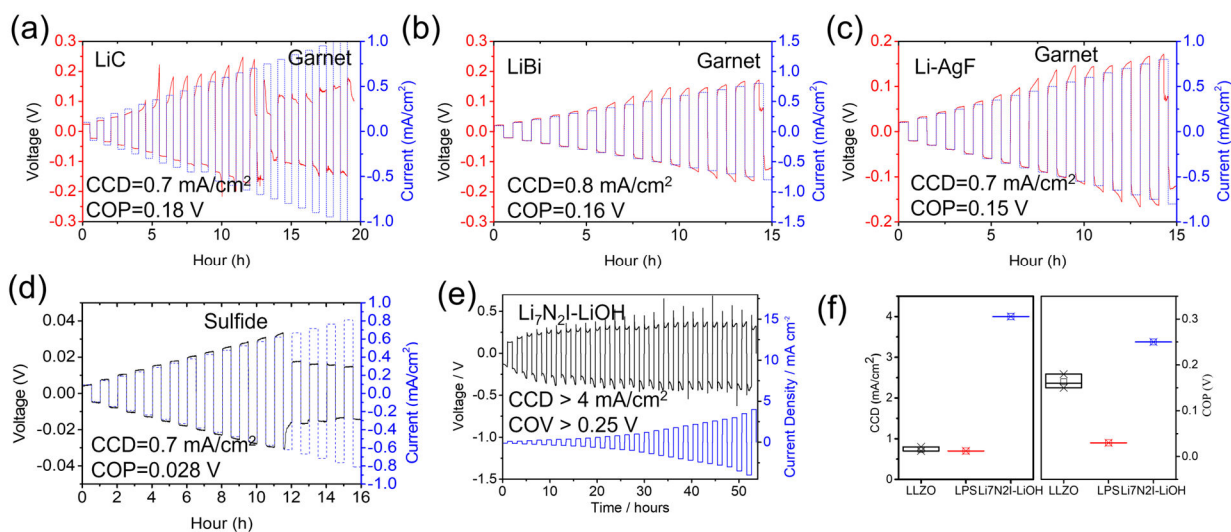 (a)
LiC
Garnet
CCD=0.7 mA/cm²
COP=0.18 V
Voltage (V)
0.3
0.2
0.1
0.0
-0.1
-0.2
-0.3
Current (mA/cm²)
1.0
0.5
0.0
-0.5
-1.0
0 5 10 15 20
Hour (h)
(b)
LiBi
Garnet
CCD=0.8 mA/cm²
COP=0.16 V
Voltage (V)
0.3
0.2
0.1
0.0
-0.1
-0.2
-0.3
Current (mA/cm²)
1.5
1.0
0.5
0.0
-0.5
-1.0
-1.5
0 5 10 15
Hour (h)
(c)
Li-AgF
Garnet
CCD=0.7 mA/cm²
COP=0.15 V
Voltage (V)
0.2
0.1
0.0
-0.1
-0.2
Current (mA/cm²)
1.0
0.5
0.0
-0.5
-1.0
0 5 10 15
Hour (h)
(d)
Sulfide
CCD=0.7 mA/cm²
COP=0.028 V
Voltage (V)
0.04
0.02
0.00
-0.02
-0.04
Current (mA/cm²)
1.0
0.8
0.6
0.4
0.2
0.0
-0.2
-0.4
-0.6
-0.8
-1.0
0 2 4 6 8 10 12 14 16
Hour (h)
(e)
Li₇N₂I-LiOH
CCD > 4 mA/cm²
COV > 0.25 V
Voltage / V
0.5
0.0
-0.5
-1.0
-1.5
Current Density / mA cm⁻²
15
10
5
0
0 10 20 30 40 50
Time / hours
(f)
CCD (mA/cm²)
4
3
2
1
0
LLZO LPS Li7N2I-LiOH
COP (V)
0.3
0.2
0.1
0.0
LLZO LPS Li7N2I-LiOH